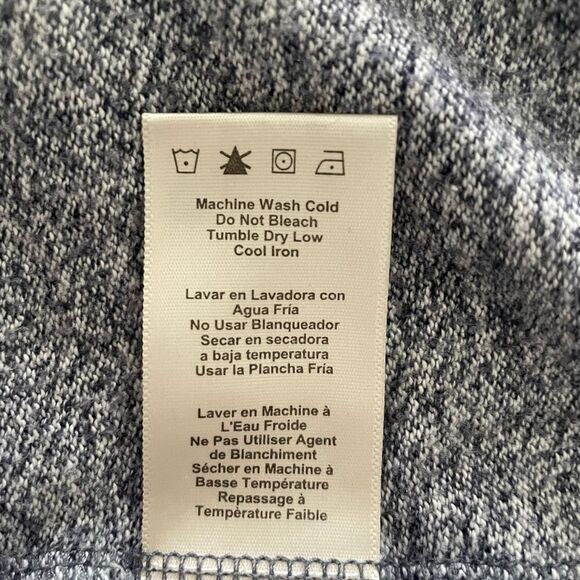 Machine Wash Cold
Do Not Bleach
Tumble Dry Low
Cool Iron
Lavar en Lavadora con
Agua Fría
No Usar Blanqueador
Secar en secadora
a baja temperatura
Usar la Plancha Fría
Laver en Machine à
L'Eau Froide
Ne Pas Utiliser Agent
de Blanchiment
Sécher en Machine à
Basse Température
Repassage à
Température Faible